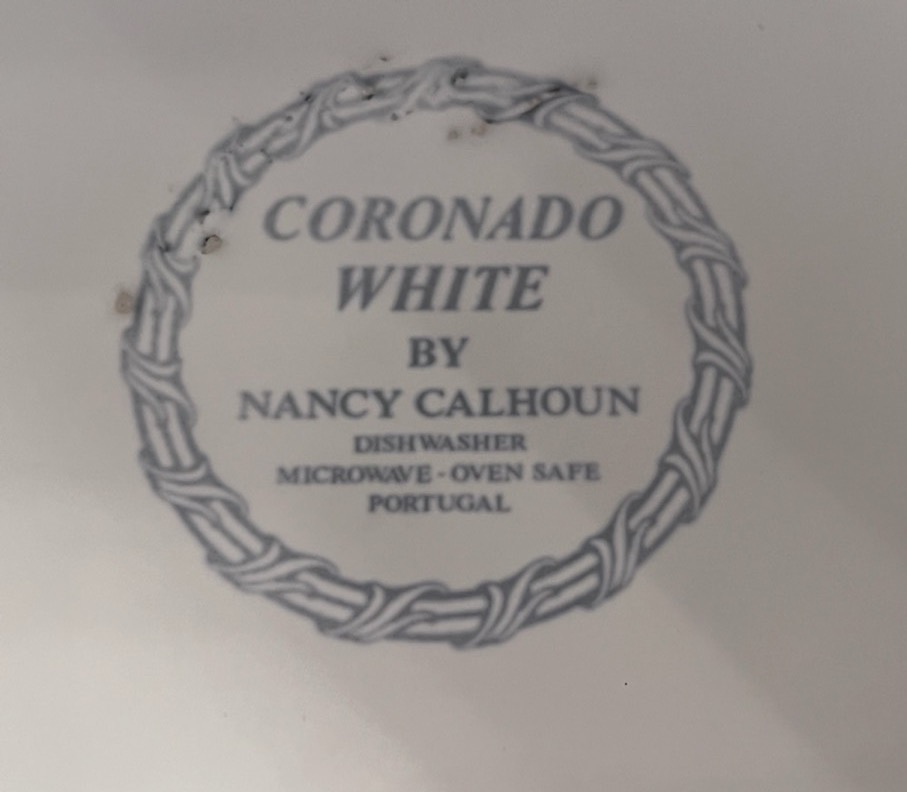 CORONADO
WHITE
BY
NANCY CALHOUN
DISHWASHER
MICROWAVE - OVEN SAFE
PORTUGAL